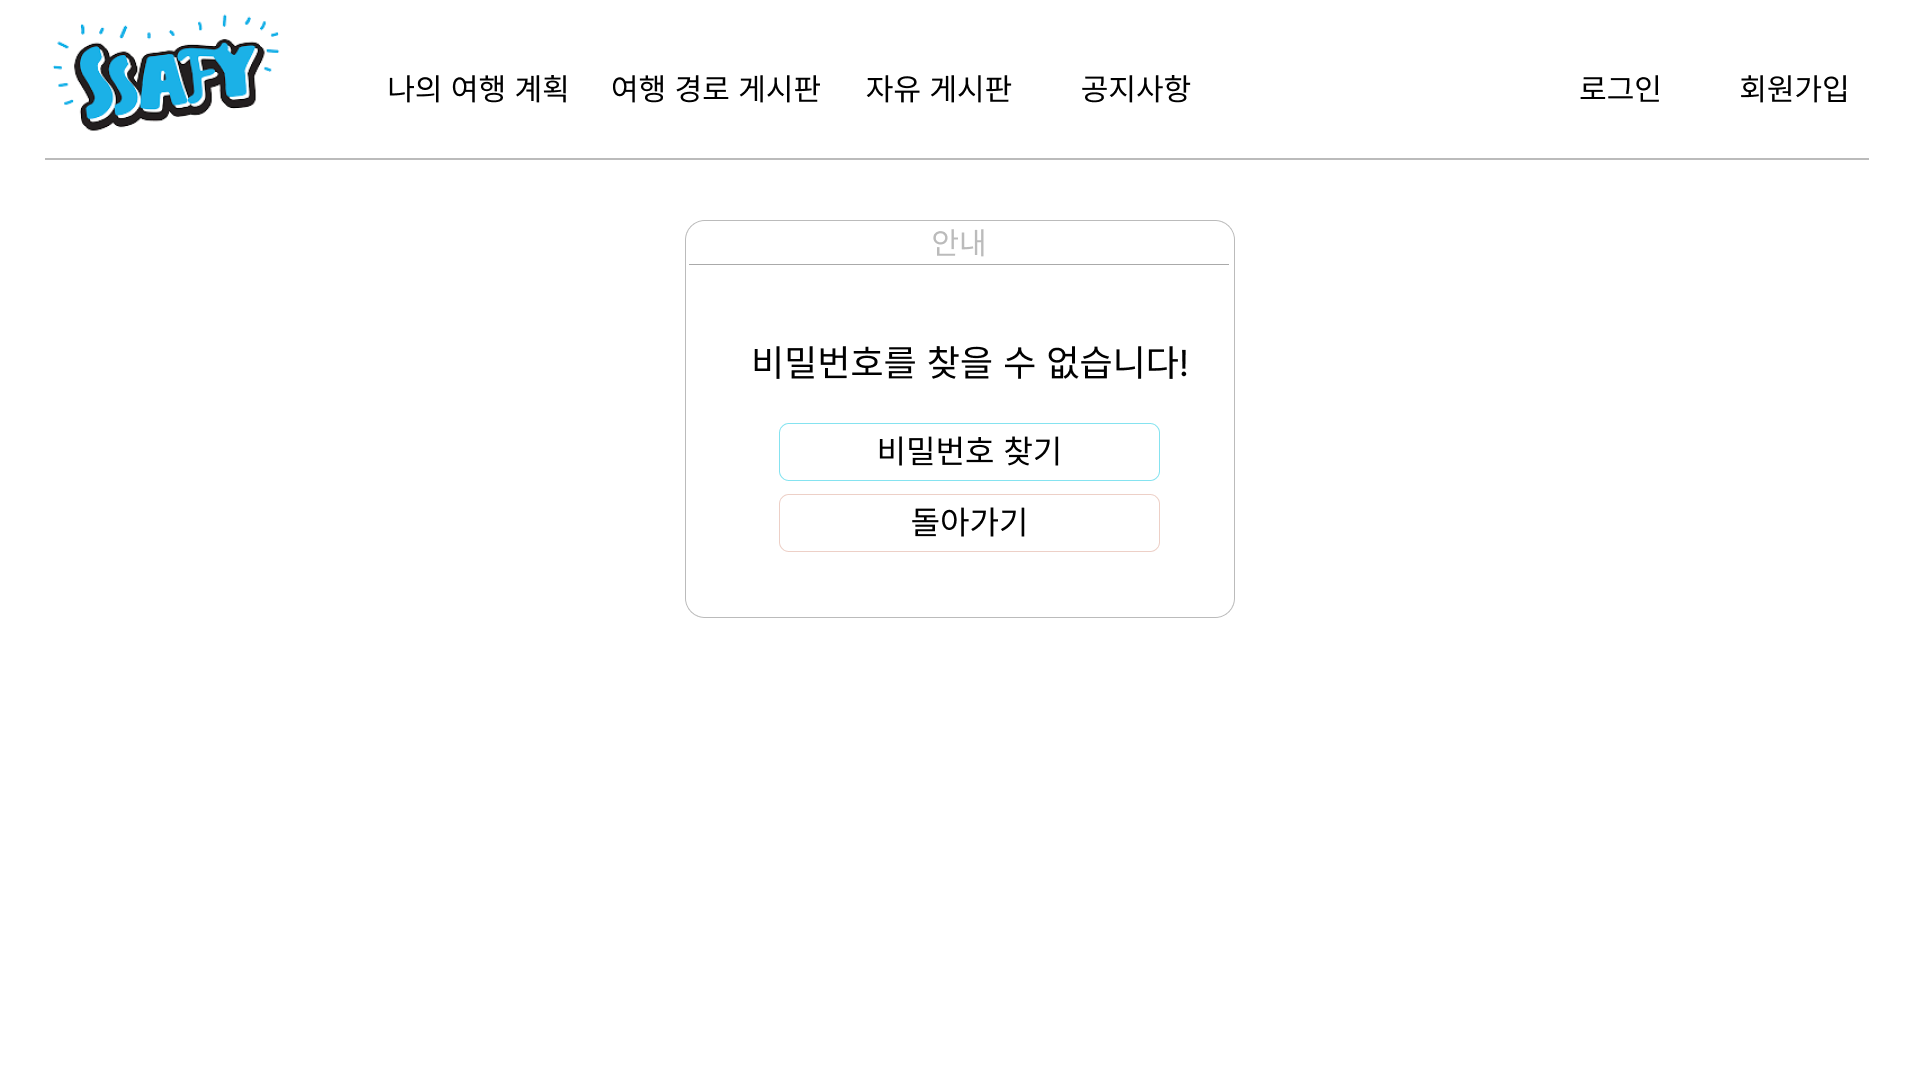 SSAFY
나의 여행 계획 여행 경로 게시판 자유 게시판 공지사항 로그인 회원가입
안내
비밀번호를 찾을 수 없습니다!
비밀번호 찾기
돌아가기